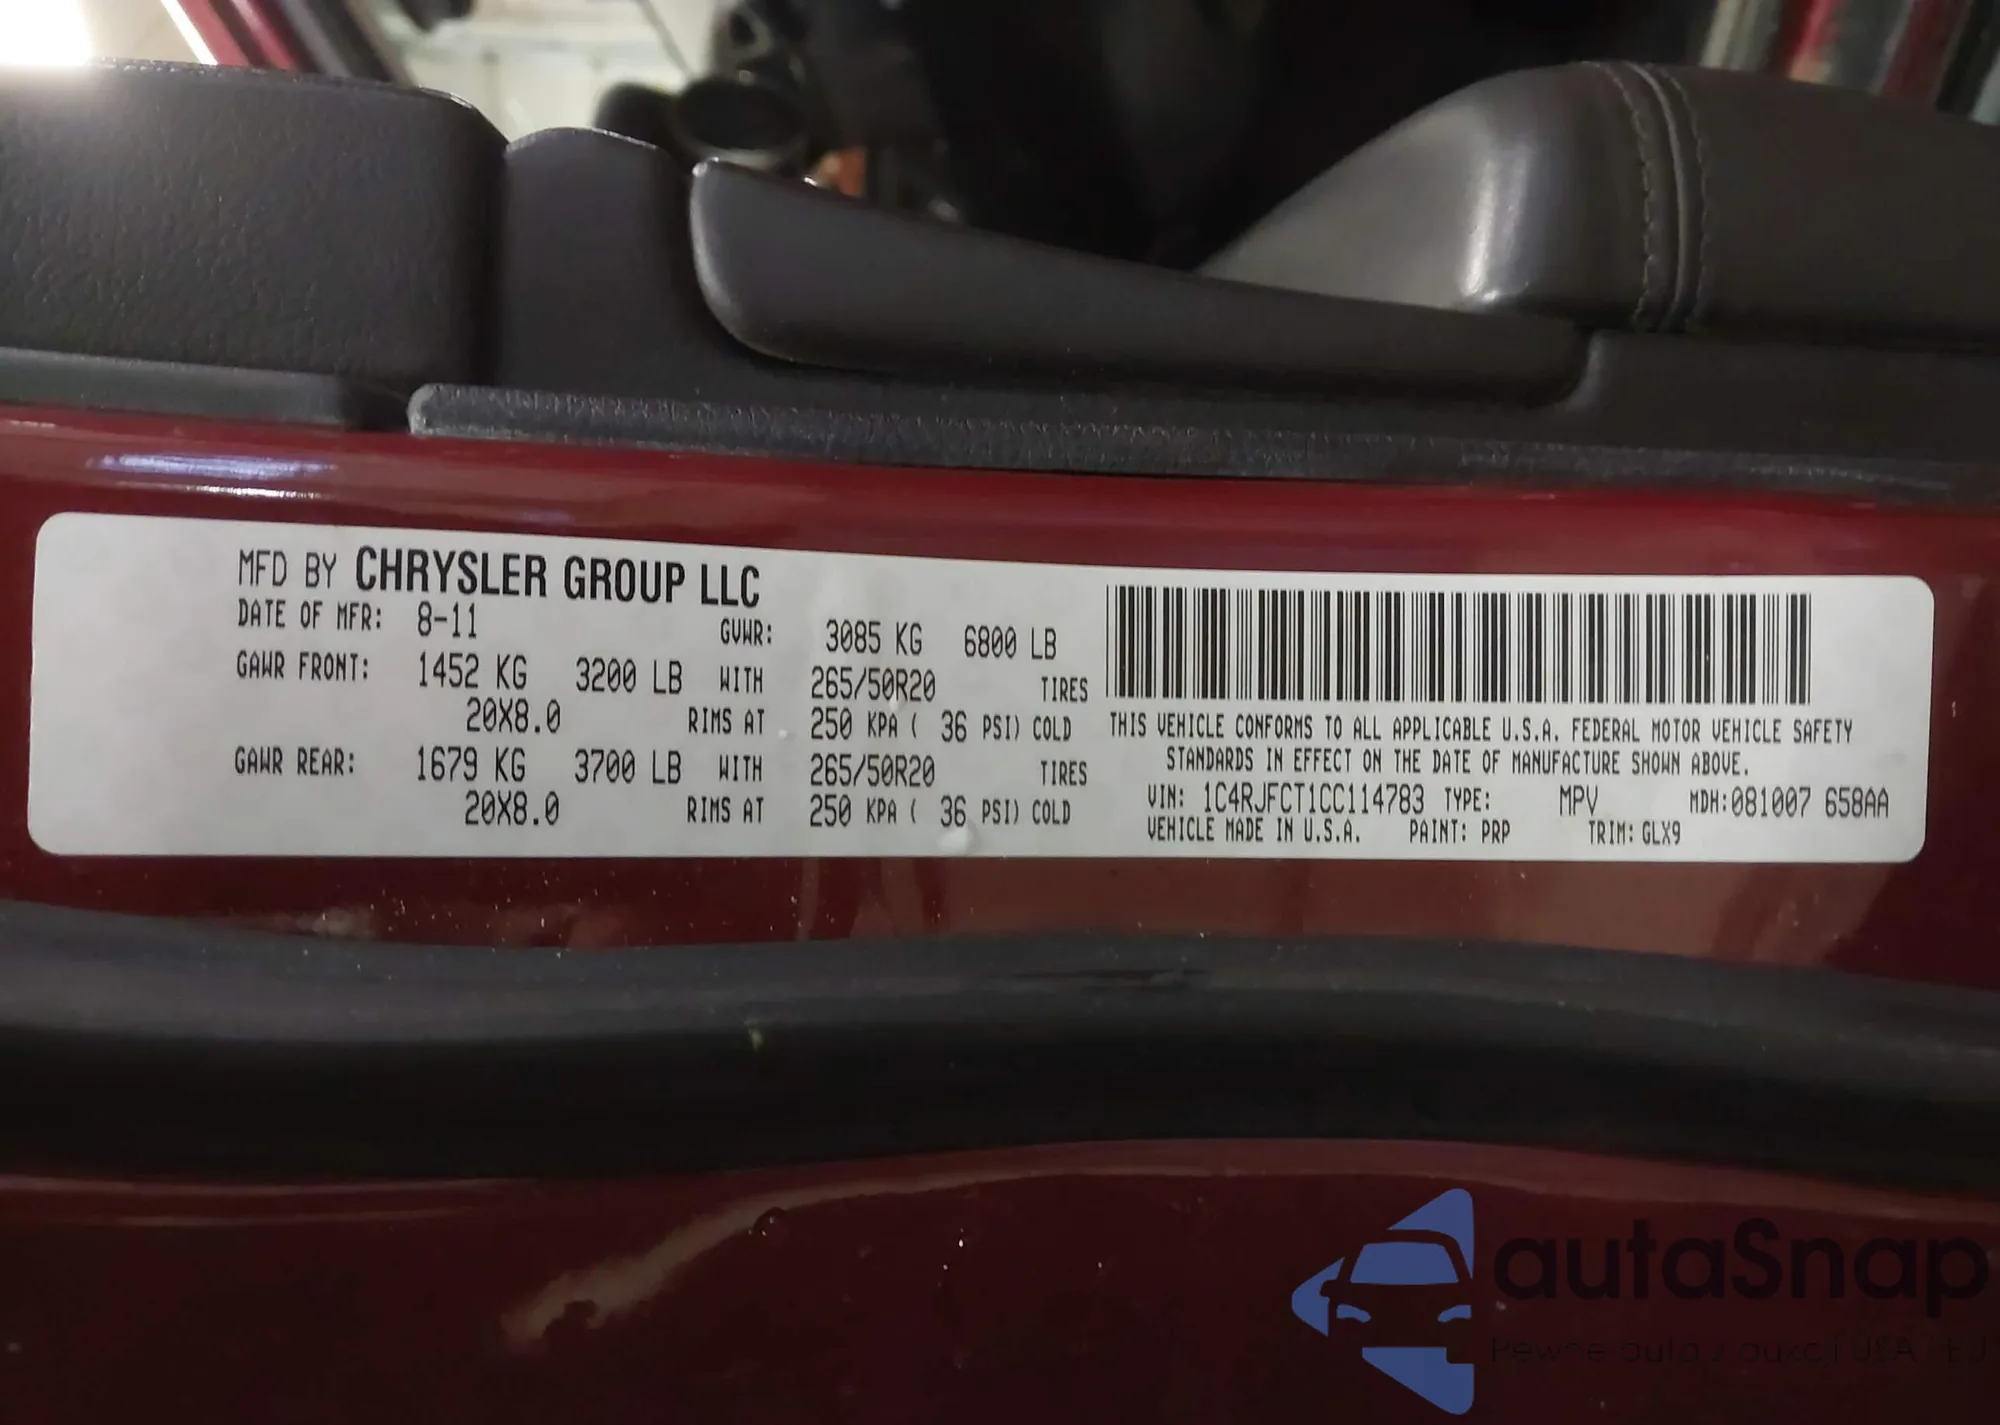 MFD BY CHRYSLER GROUP LLC
DATE OF MFR: 8-11 GVWR: 3085 KG 6800 LB
GAWR FRONT: 1452 KG 3200 LB WITH 265/50R20 TIRES
20X8.0 RIMS AT 250 KPA ( 36 PSI) COLD
GAWR REAR: 1679 KG 3700 LB WITH 265/50R20 TIRES
20X8.0 RIMS AT 250 KPA ( 36 PSI) COLD
THIS VEHICLE CONFORMS TO ALL APPLICABLE U.S.A. FEDERAL MOTOR VEHICLE SAFETY
STANDARDS IN EFFECT ON THE DATE OF MANUFACTURE SHOWN ABOVE.
VIN: 1C4RJFCT1CC114783 TYPE: MPV MDH:081007 658AA
VEHICLE MADE IN U.S.A. PAINT: PRP TRIM: GLX9
autaSnap
Pewne auta z aukcji USA